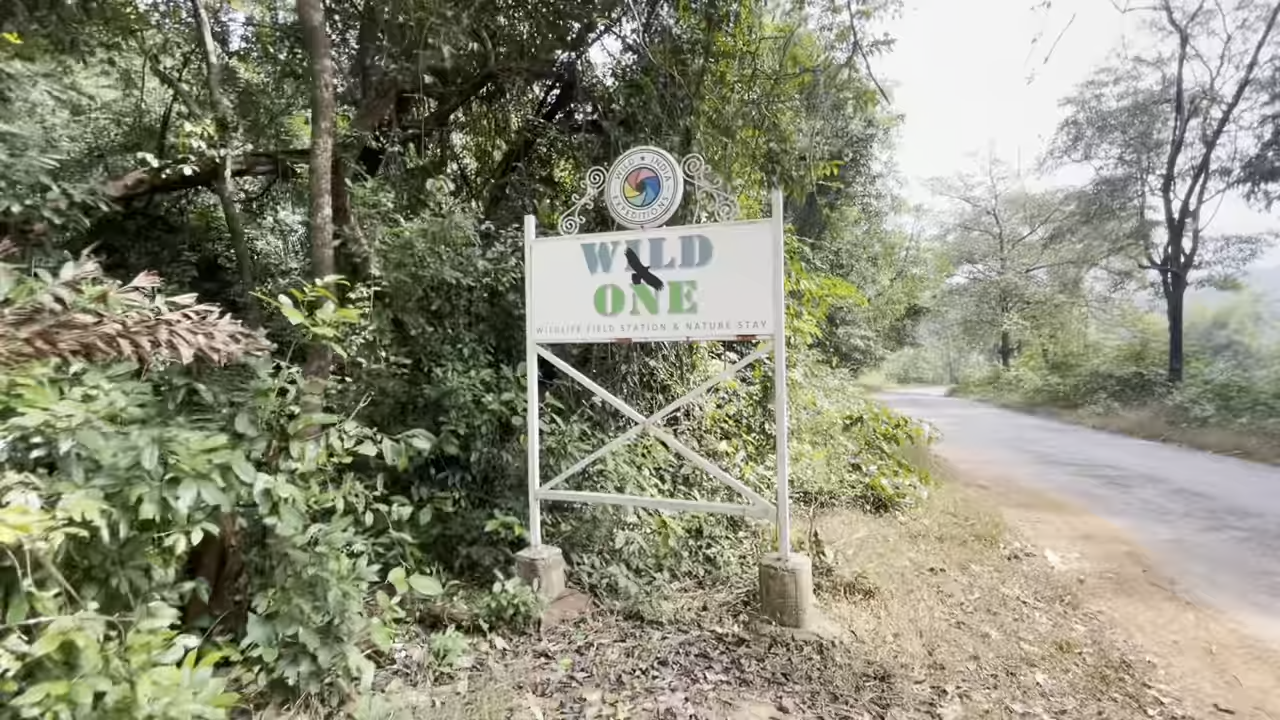 WILD ★ INDIA
EXPEDITIONS
WILD
ONE
WILDLIFE FIELD STATION & NATURE STAY